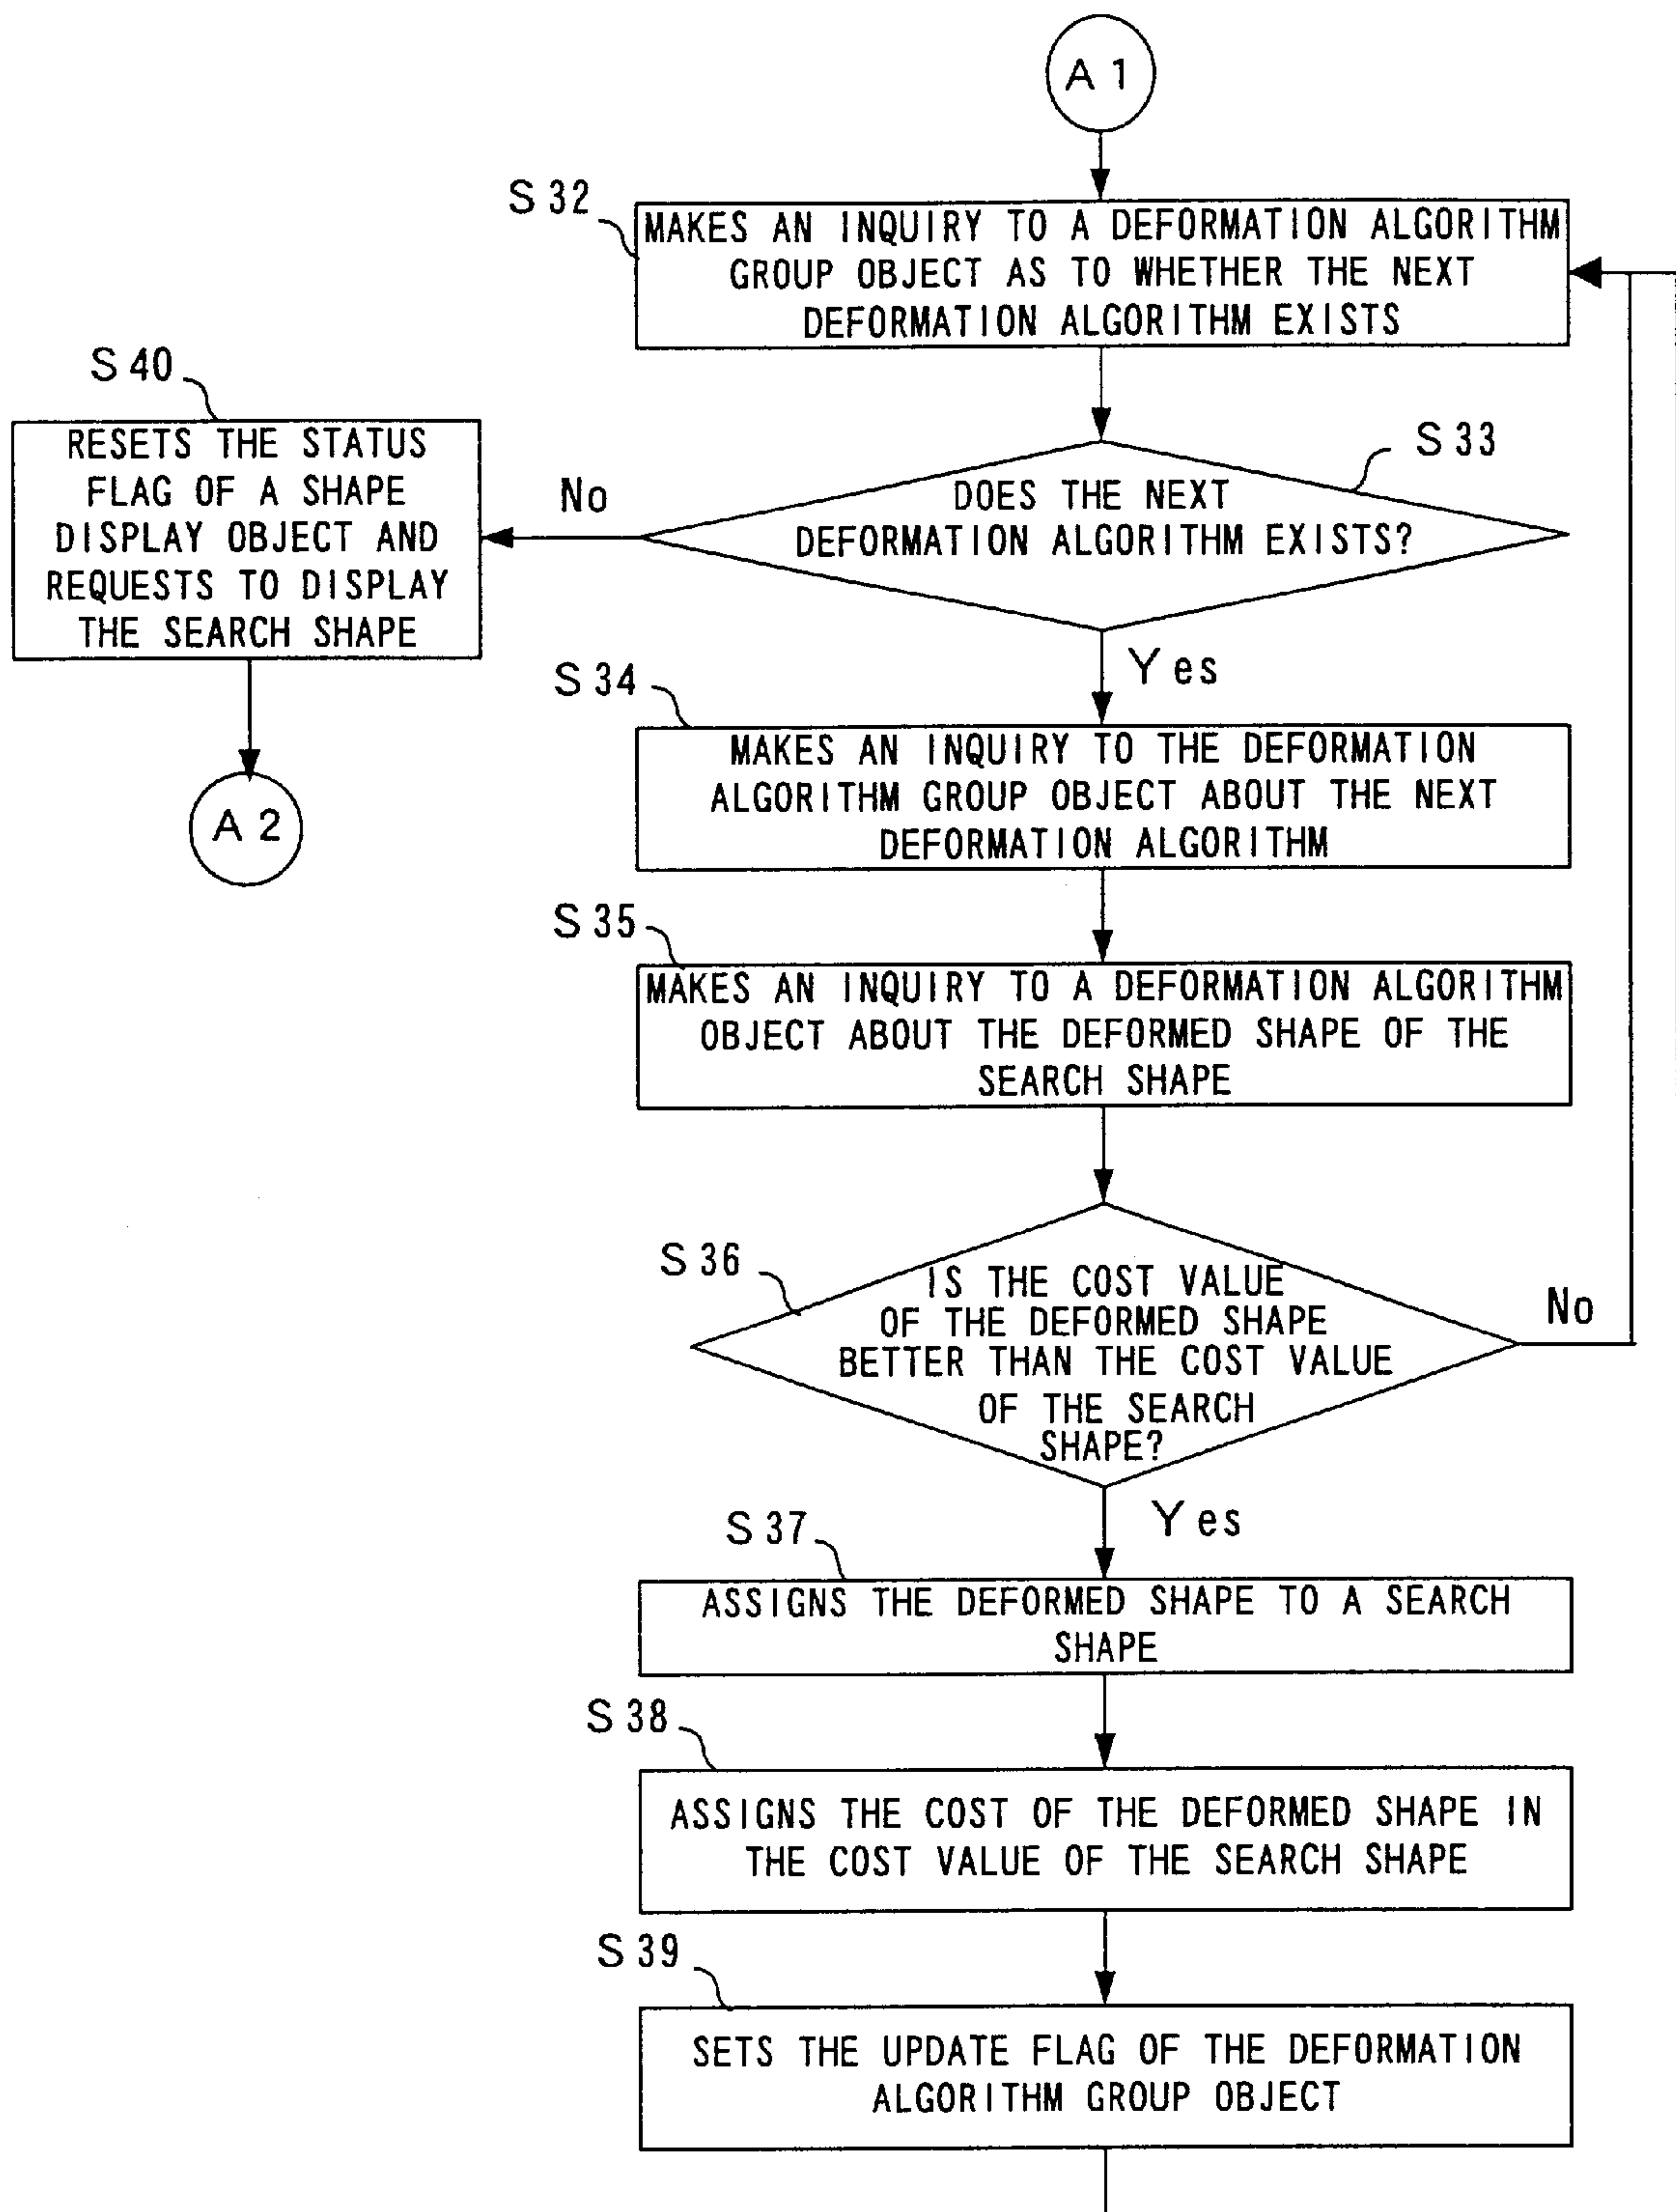 A 1
S 32
MAKES AN INQUIRY TO A DEFORMATION ALGORITHM
GROUP OBJECT AS TO WHETHER THE NEXT
DEFORMATION ALGORITHM EXISTS
S 40
RESETS THE STATUS
FLAG OF A SHAPE
DISPLAY OBJECT AND
REQUESTS TO DISPLAY
THE SEARCH SHAPE
A 2
No
S 33
DOES THE NEXT
DEFORMATION ALGORITHM EXISTS?
Yes
S 34
MAKES AN INQUIRY TO THE DEFORMATION
ALGORITHM GROUP OBJECT ABOUT THE NEXT
DEFORMATION ALGORITHM
S 35
MAKES AN INQUIRY TO A DEFORMATION ALGORITHM
OBJECT ABOUT THE DEFORMED SHAPE OF THE
SEARCH SHAPE
S 36
IS THE COST VALUE
OF THE DEFORMED SHAPE
BETTER THAN THE COST VALUE
OF THE SEARCH
SHAPE?
No
Yes
S 37
ASSIGNS THE DEFORMED SHAPE TO A SEARCH
SHAPE
S 38
ASSIGNS THE COST OF THE DEFORMED SHAPE IN
THE COST VALUE OF THE SEARCH SHAPE
S 39
SETS THE UPDATE FLAG OF THE DEFORMATION
ALGORITHM GROUP OBJECT